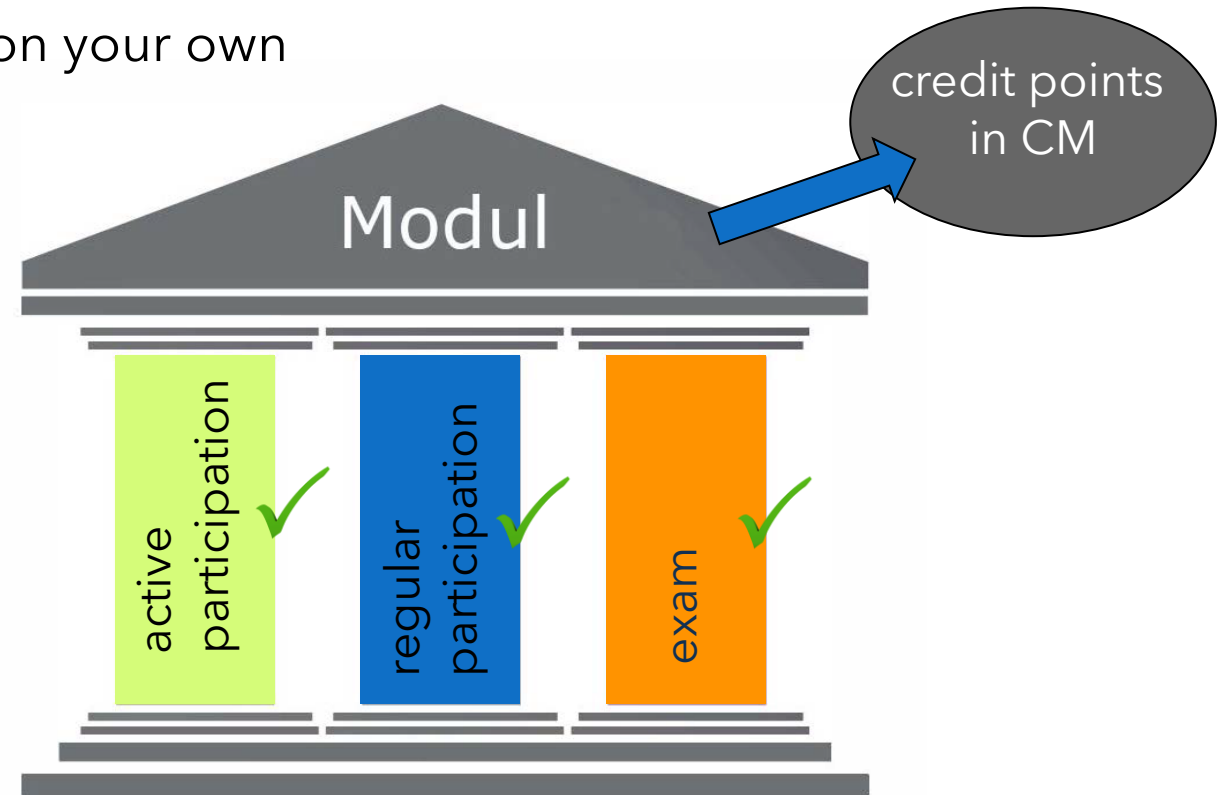 on your own
credit points
in CM
Modul
active
participation
regular
participation
exam